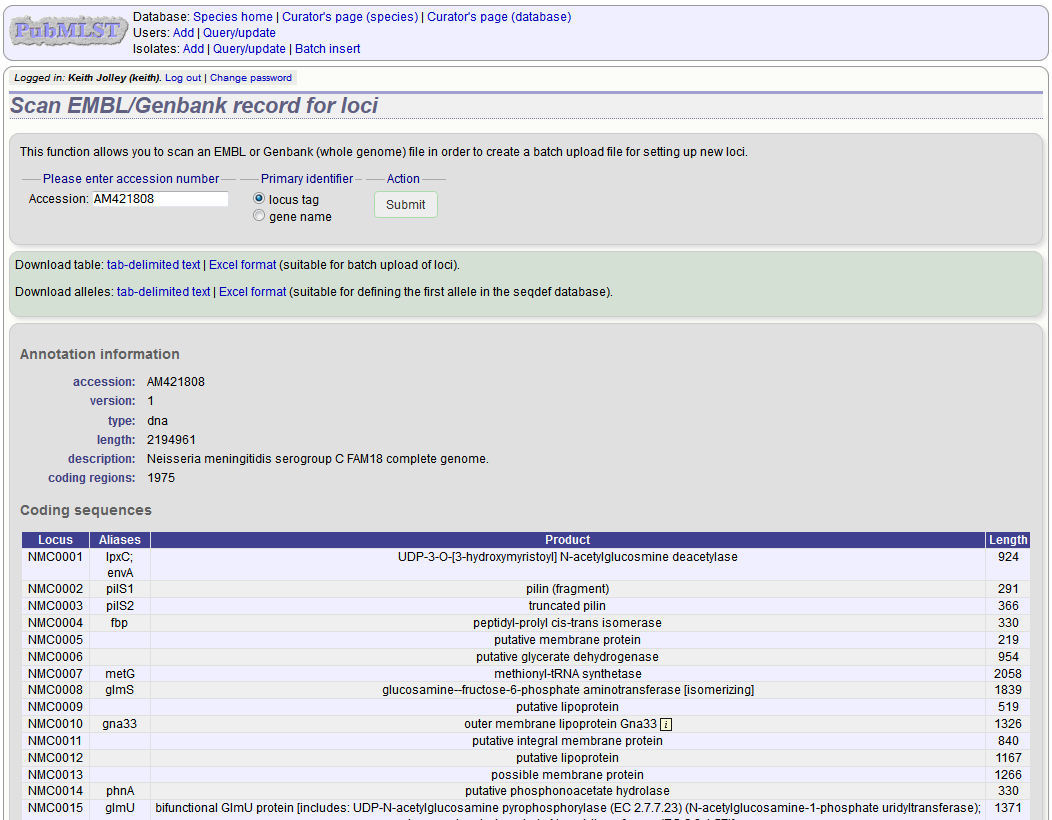 PubMLST
Database: Species home | Curator's page (species) | Curator's page (database)
Users: Add | Query/update
Isolates: Add | Query/update | Batch insert
Logged in: Keith Jolley (keith). Log out | Change password
Scan EMBL/Genbank record for loci
This function allows you to scan an EMBL or Genbank (whole genome) file in order to create a batch upload file for setting up new loci.
Please enter accession number Primary identifier Action
Accession: AM421808 locus tag Submit
gene name
Download table: tab-delimited text | Excel format (suitable for batch upload of loci).
Download alleles: tab-delimited text | Excel format (suitable for defining the first allele in the seqdef database).
Annotation information
accession: AM421808
version: 1
type: dna
length: 2194961
description: Neisseria meningitidis serogroup C FAM18 complete genome.
coding regions: 1975
Coding sequences
Locus Aliases Product Length
NMC0001 lpxC; UDP-3-O-[3-hydroxymyristoyl] N-acetylglucosmine deacetylase 924
envA
NMC0002 pilS1 pilin (fragment) 291
NMC0003 pilS2 truncated pilin 366
NMC0004 fbp peptidyl-prolyl cis-trans isomerase 330
NMC0005 putative membrane protein 219
NMC0006 putative glycerate dehydrogenase 954
NMC0007 metG methionyl-tRNA synthetase 2058
NMC0008 glmS glucosamine--fructose-6-phosphate aminotransferase [isomerizing] 1839
NMC0009 putative lipoprotein 519
NMC0010 gna33 outer membrane lipoprotein Gna33 i 1326
NMC0011 putative integral membrane protein 840
NMC0012 putative lipoprotein 1167
NMC0013 possible membrane protein 1266
NMC0014 phnA putative phosphonoacetate hydrolase 330
NMC0015 glmU bifunctional GlmU protein [includes: UDP-N-acetylglucosamine pyrophosphorylase (EC 2.7.7.23) (N-acetylglucosamine-1-phosphate uridyltransferase); 1371